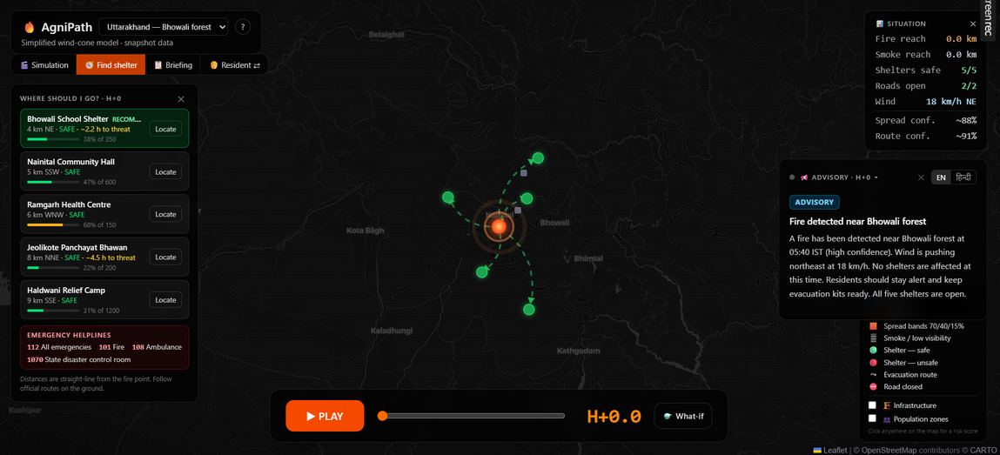 AgniPath
Uttarakhand — Bhowali forest
?
Simplified wind-cone model · snapshot data
Simulation
Find shelter
Briefing
Resident ⇄
WHERE SHOULD I GO? · H+0
Bhowali School Shelter RECOM...
4 km NE · SAFE · ~2.2 h to threat
38% of 350
Locate
Nainital Community Hall
5 km SSW · SAFE
47% of 600
Locate
Ramgarh Health Centre
6 km WNW · SAFE
68% of 150
Locate
Jeolikote Panchayat Bhawan
8 km NNE · SAFE · ~4.5 h to threat
22% of 200
Locate
Haldwani Relief Camp
9 km SSE · SAFE
31% of 1200
Locate
EMERGENCY HELPLINES
112 All emergencies 101 Fire 108 Ambulance
1070 State disaster control room
Distances are straight-line from the fire point. Follow
official routes on the ground.
Kashipur
Betalghat
Kota Bāgh
Bhowali
Bhimtal
Kaladhungi
Kathgodam
▶ PLAY
H+0.0
What-if
reen rec
SITUATION
Fire reach 0.0 km
Smoke reach 0.0 km
Shelters safe 5/5
Roads open 2/2
Wind 18 km/h NE
Spread conf. ~88%
Route conf. ~91%
ADVISORY · H+0
EN
हिन्दी
ADVISORY
Fire detected near Bhowali forest
A fire has been detected near Bhowali forest at
05:40 IST (high confidence). Wind is pushing
northeast at 18 km/h. No shelters are affected at
this time. Residents should stay alert and keep
evacuation kits ready. All five shelters are open.
Spread bands 70/40/15%
Smoke / low visibility
Shelter — safe
Shelter — unsafe
Evacuation route
Road closed
Infrastructure
Population zones
Click anywhere on the map for a risk score
Leaflet | © OpenStreetMap contributors © CARTO